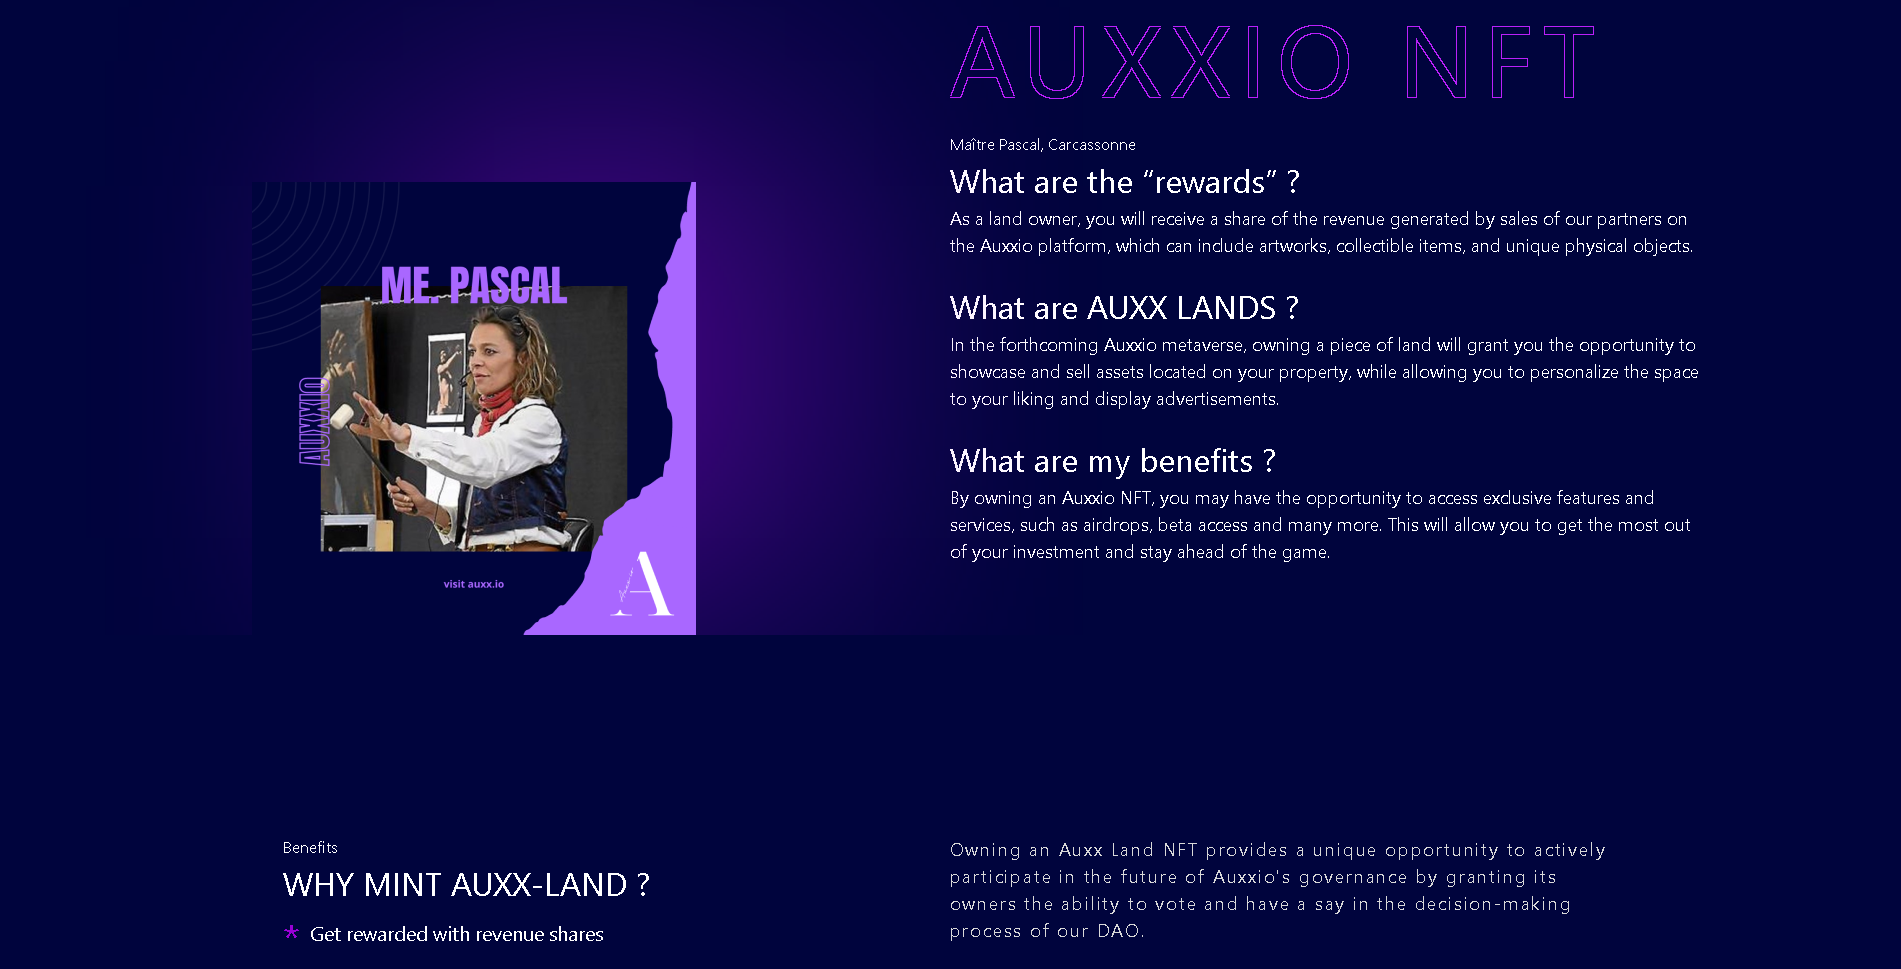 AUXXIO NFT
ME. PASCAL
AUXXIO
visit auxx.io
A
Maître Pascal, Carcassonne
What are the “rewards” ?
As a land owner, you will receive a share of the revenue generated by sales of our partners on
the Auxxio platform, which can include artworks, collectible items, and unique physical objects.
What are AUXX LANDS ?
In the forthcoming Auxxio metaverse, owning a piece of land will grant you the opportunity to
showcase and sell assets located on your property, while allowing you to personalize the space
to your liking and display advertisements.
What are my benefits ?
By owning an Auxxio NFT, you may have the opportunity to access exclusive features and
services, such as airdrops, beta access and many more. This will allow you to get the most out
of your investment and stay ahead of the game.
Benefits
WHY MINT AUXX-LAND ?
* Get rewarded with revenue shares
Owning an Auxx Land NFT provides a unique opportunity to actively
participate in the future of Auxxio's governance by granting its
owners the ability to vote and have a say in the decision-making
process of our DAO.